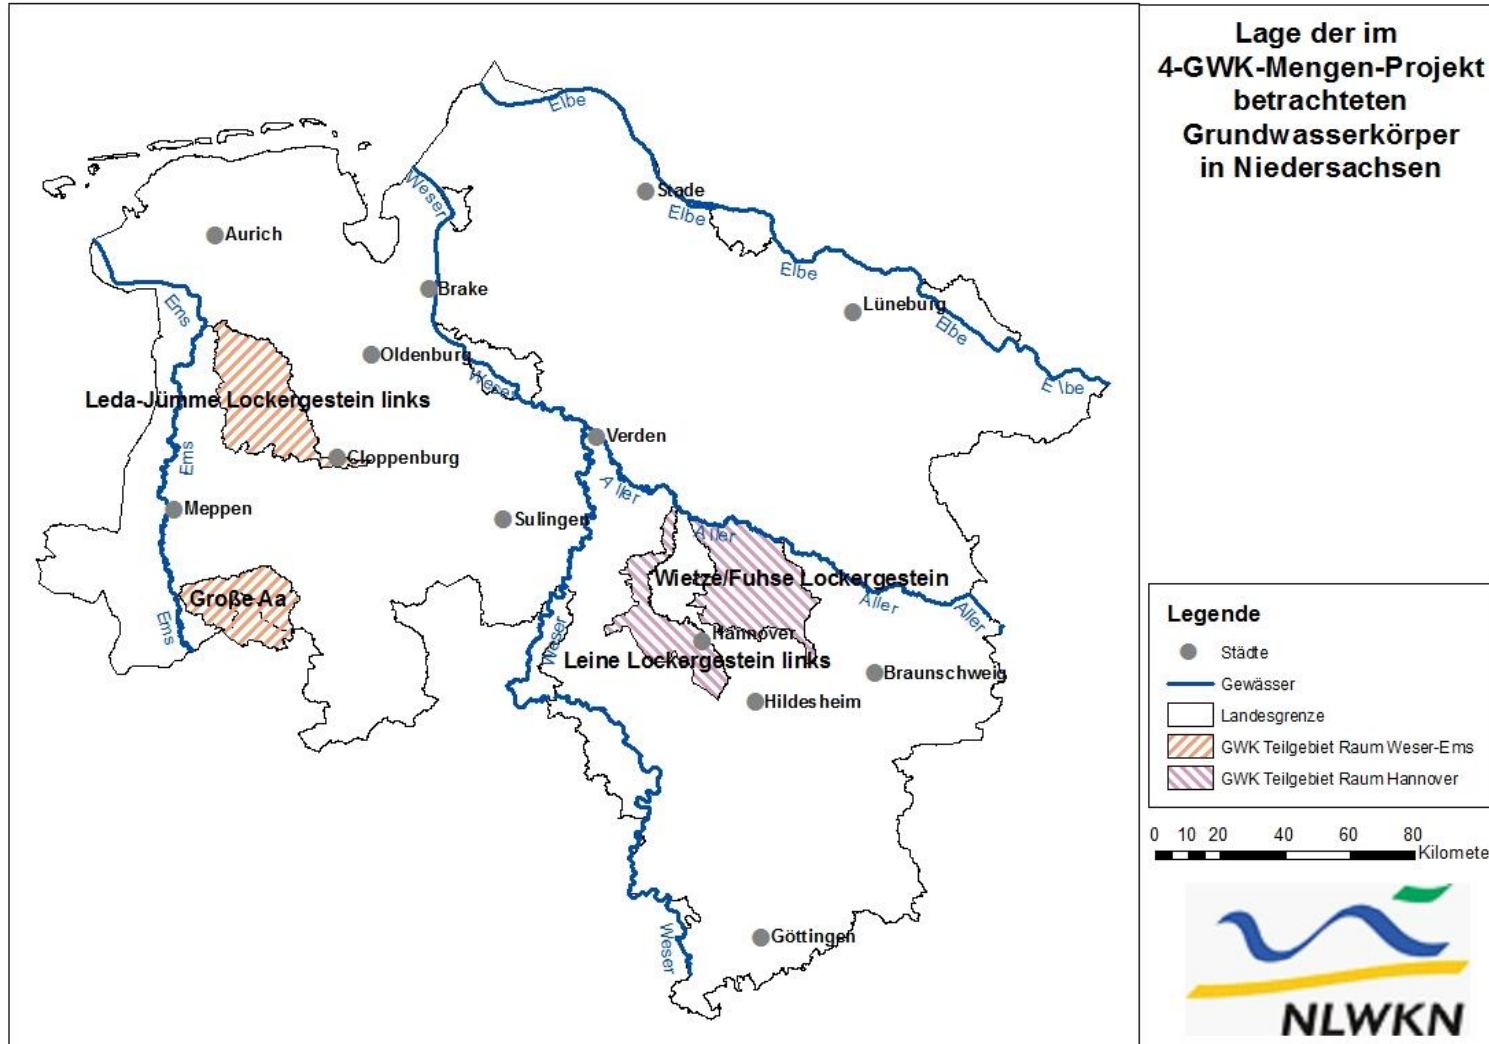 Lage der im
4-GWK-Mengen-Projekt
betrachteten
Grundwasserkörper
in Niedersachsen
Elbe
Weser
Stade
Elbe
Aurich
Elbe
Brake
Ems
Lüneburg
Elbe
Oldenburg
Weser
Elbe
Leda-Jümme Lockergestein links
Verden
Ems
Cloppenburg
Aller
Meppen
Sulingen
Aller
Wietze/Fuhse Lockergestein
Große Aa
Aller
Aller
Ems
Weser
Hannover
Leine Lockergestein links
Braunschweig
Hildesheim
Göttingen
Weser
Legende
Städte
Gewässer
Landesgrenze
GWK Teilgebiet Raum Weser-Ems
GWK Teilgebiet Raum Hannover
0 10 20 40 60 80
Kilomete
NLWKN